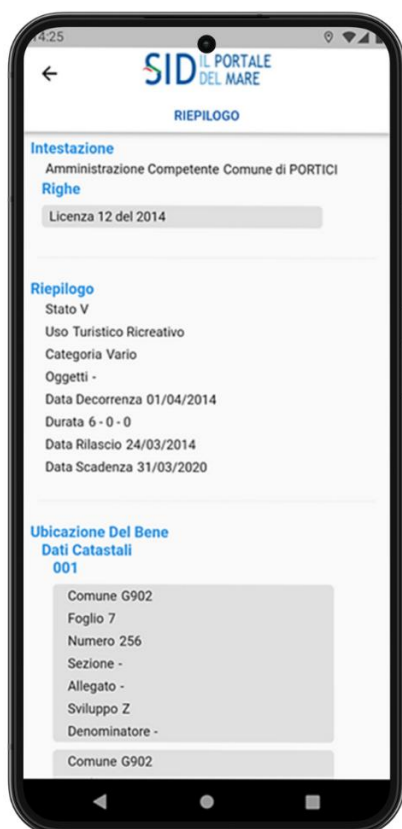 14:25
SID IL PORTALE
DEL MARE
RIEPILOGO
Intestazione
Amministrazione Competente Comune di PORTICI
Righe
Licenza 12 del 2014
Riepilogo
Stato V
Uso Turistico Ricreativo
Categoria Vario
Oggetti -
Data Decorrenza 01/04/2014
Durata 6 - 0 - 0
Data Rilascio 24/03/2014
Data Scadenza 31/03/2020
Ubicazione Del Bene
Dati Catastali
001
Comune G902
Foglio 7
Numero 256
Sezione -
Allegato -
Sviluppo Z
Denominatore -
Comune G902